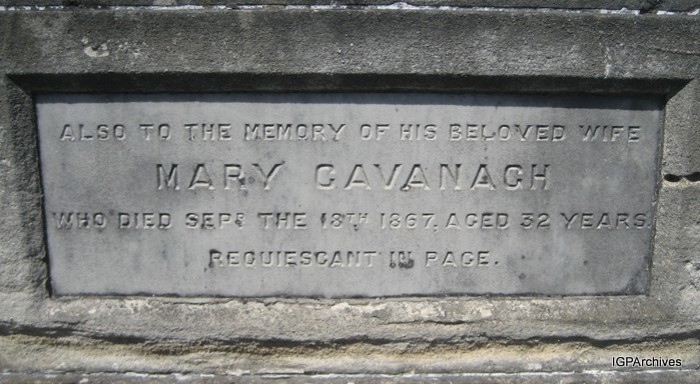 ALSO TO THE MEMORY OF HIS BELOVED WIFE
MARY CAVANAGH
WHO DIED SEPR THE 18TH 1867, AGED 32 YEARS.
REQUIESCANT IN PACE.
IGPArchives